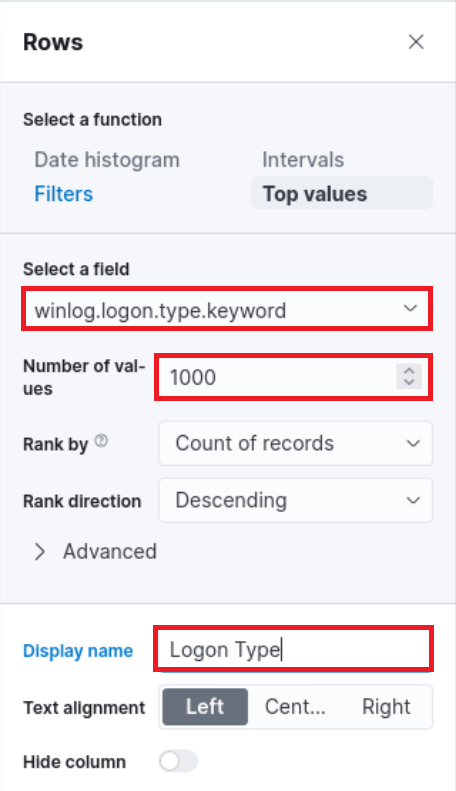 Rows
Select a function
Date histogram Intervals
Filters Top values
Select a field
winlog.logon.type.keyword
Number of val-
ues
1000
Rank by Count of records
Rank direction Descending
Advanced
Display name Logon Type
Text alignment Left Cent... Right
Hide column